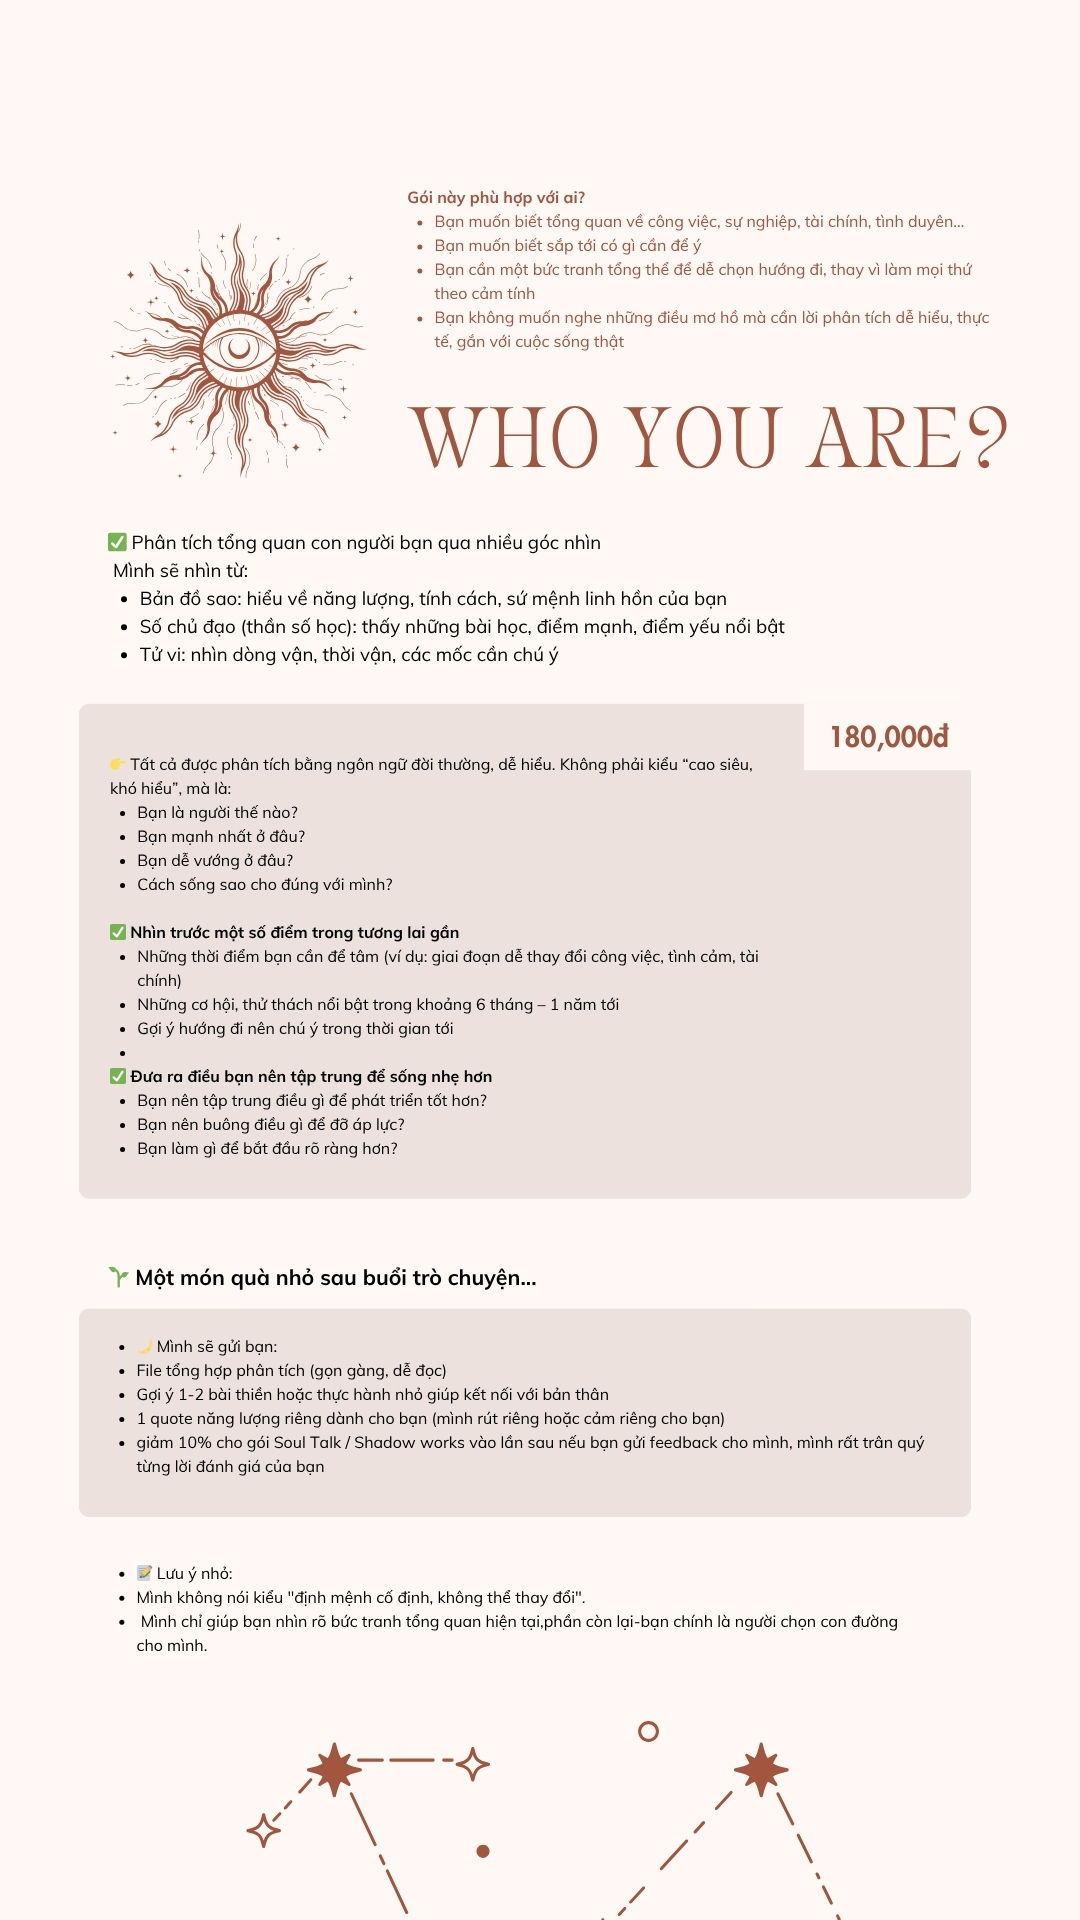 Gói này phù hợp với ai?
• Bạn muốn biết tổng quan về công việc, sự nghiệp, tài chính, tình duyên...
• Bạn muốn biết sắp tới có gì cần để ý
• Bạn cần một bức tranh tổng thể để dễ chọn hướng đi, thay vì làm mọi thứ
theo cảm tính
• Bạn không muốn nghe những điều mơ hồ mà cần lời phân tích dễ hiểu, thực
tế, gắn với cuộc sống thật
WHO YOU ARE?
✅ Phân tích tổng quan con người bạn qua nhiều góc nhìn
Mình sẽ nhìn từ:
• Bản đồ sao: hiểu về năng lượng, tính cách, sứ mệnh linh hồn của bạn
• Số chủ đạo (thần số học): thấy những bài học, điểm mạnh, điểm yếu nổi bật
• Tử vi: nhìn dòng vận, thời vận, các mốc cần chú ý
180,000đ
👉 Tất cả được phân tích bằng ngôn ngữ đời thường, dễ hiểu. Không phải kiểu “cao siêu,
khó hiểu”, mà là:
• Bạn là người thế nào?
• Bạn mạnh nhất ở đâu?
• Bạn dễ vướng ở đâu?
• Cách sống sao cho đúng với mình?
✅ Nhìn trước một số điểm trong tương lai gần
• Những thời điểm bạn cần để tâm (ví dụ: giai đoạn dễ thay đổi công việc, tình cảm, tài
chính)
• Những cơ hội, thử thách nổi bật trong khoảng 6 tháng – 1 năm tới
• Gợi ý hướng đi nên chú ý trong thời gian tới
•
✅ Đưa ra điều bạn nên tập trung để sống nhẹ hơn
• Bạn nên tập trung điều gì để phát triển tốt hơn?
• Bạn nên buông điều gì để đỡ áp lực?
• Bạn làm gì để bắt đầu rõ ràng hơn?
🌱 Một món quà nhỏ sau buổi trò chuyện...
• 🌙 Mình sẽ gửi bạn:
• File tổng hợp phân tích (gọn gàng, dễ đọc)
• Gợi ý 1-2 bài thiền hoặc thực hành nhỏ giúp kết nối với bản thân
• 1 quote năng lượng riêng dành cho bạn (mình rút riêng hoặc cảm riêng cho bạn)
• giảm 10% cho gói Soul Talk / Shadow works vào lần sau nếu bạn gửi feedback cho mình, mình rất trân quý
từng lời đánh giá của bạn
• 📝 Lưu ý nhỏ:
• Mình không nói kiểu "định mệnh cố định, không thể thay đổi".
• Mình chỉ giúp bạn nhìn rõ bức tranh tổng quan hiện tại,phần còn lại-bạn chính là người chọn con đường
cho mình.